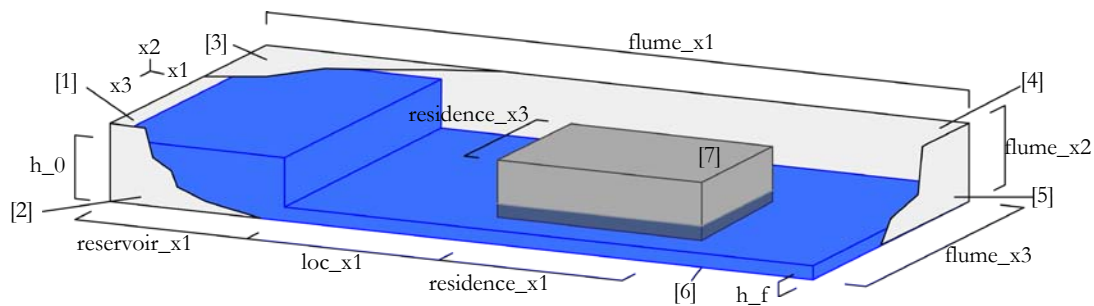 flume_x1
[3]
x2
x1
x3
[1]
[4]
residence_x3
flume_x2
[7]
h_0
[5]
[2]
reservoir_x1
loc_x1
flume_x3
residence_x1
[6]
h_f